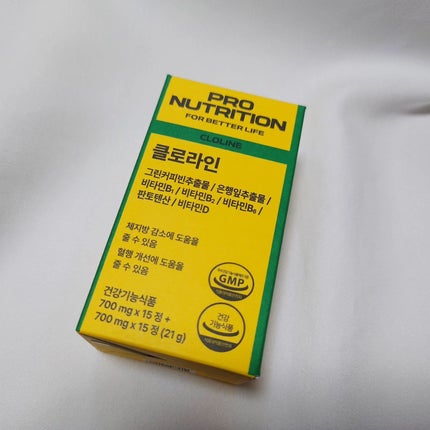 PRO
NUTRITION
FOR BETTER LIFE
CLOLINE
클로라인
그린커피빈추출물 / 은행잎추출물 /
비타민B₁ / 비타민B₂ / 비타민B₆ /
판토텐산 / 비타민D
체지방 감소에 도움을
줄 수 있음
혈행 개선에 도움을
줄 수 있음
건강기능식품
700 mg x 15 정 +
700 mg x 15 정 (21 g)
GMP
건강
기능식품